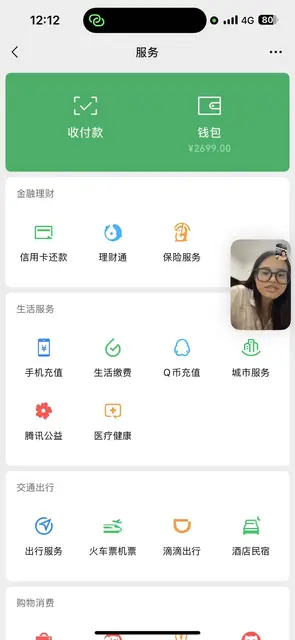 12:12
4G 80
服务
收付款
钱包
¥2699.00
金融理财
信用卡还款
理财通
保险服务
生活服务
手机充值
生活缴费
Q币充值
城市服务
腾讯公益
医疗健康
交通出行
出行服务
火车票机票
滴滴出行
酒店民宿
购物消费